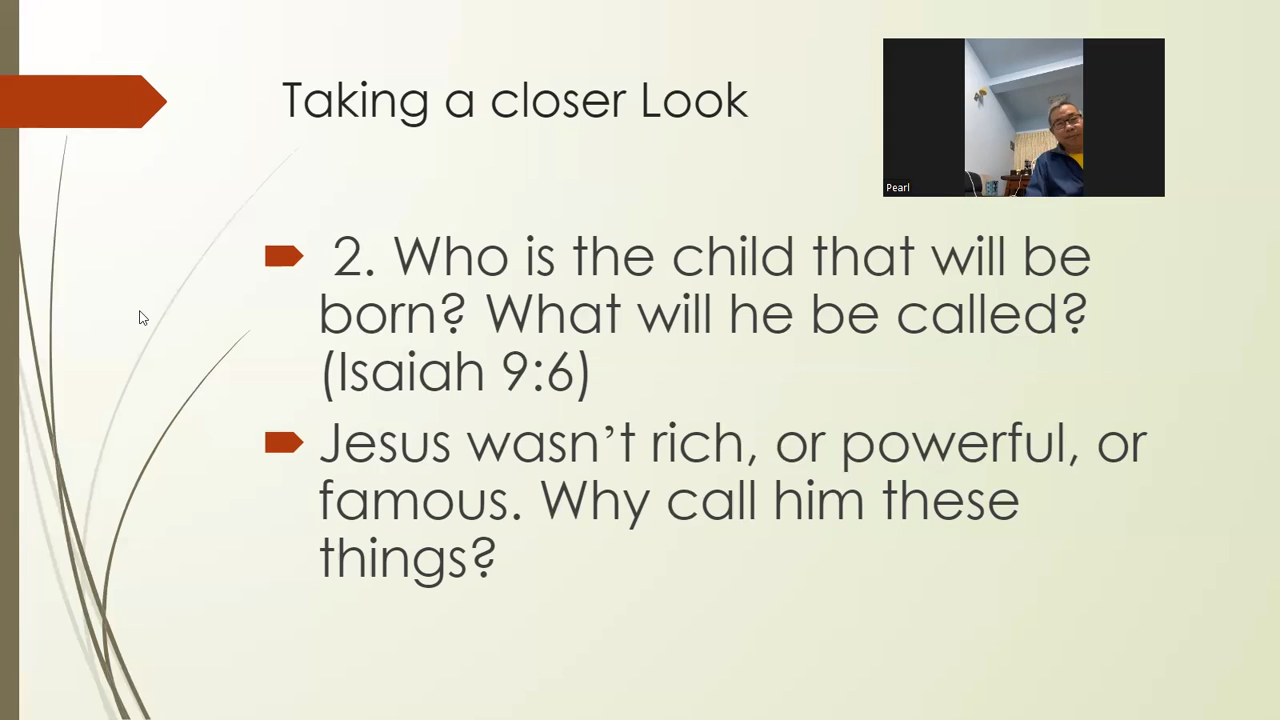 Taking a closer Look
Pearl
2. Who is the child that will be
born? What will he be called?
(Isaiah 9:6)
Jesus wasn’t rich, or powerful, or
famous. Why call him these
things?